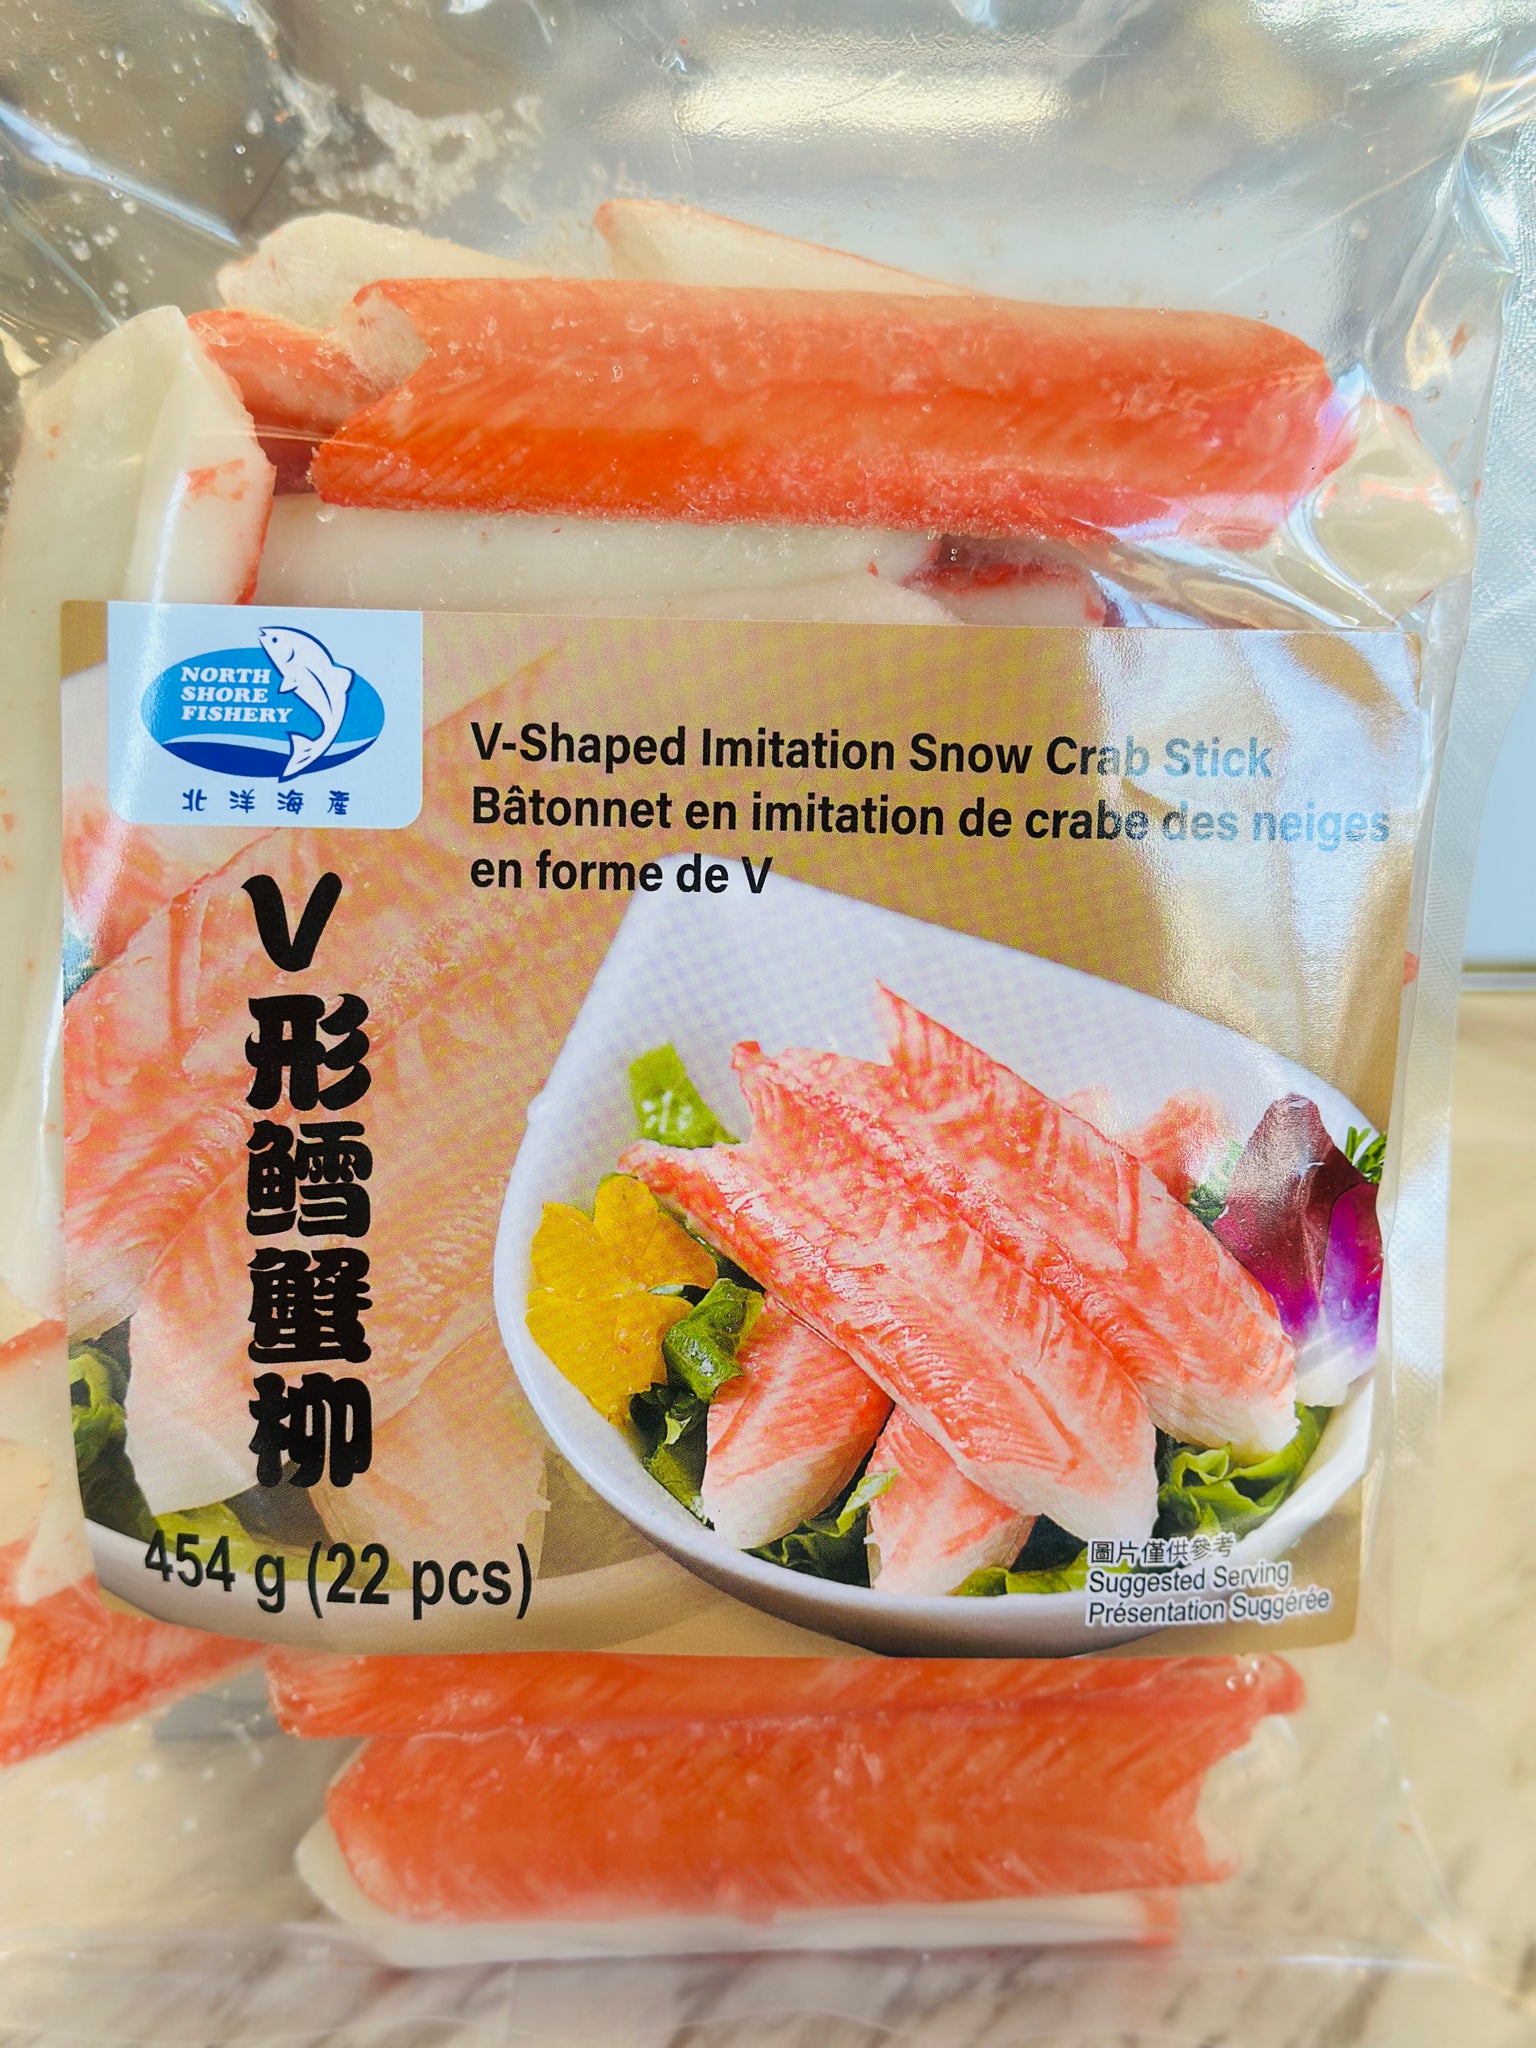 NORTH
SHORE
FISHERY
北洋海產
V-Shaped Imitation Snow Crab Stick
Bâtonnet en imitation de crabe des neiges
en forme de V
V形鱈蟹柳
454 g (22 pcs)
圖片僅供參考
Suggested Serving
Présentation Suggérée